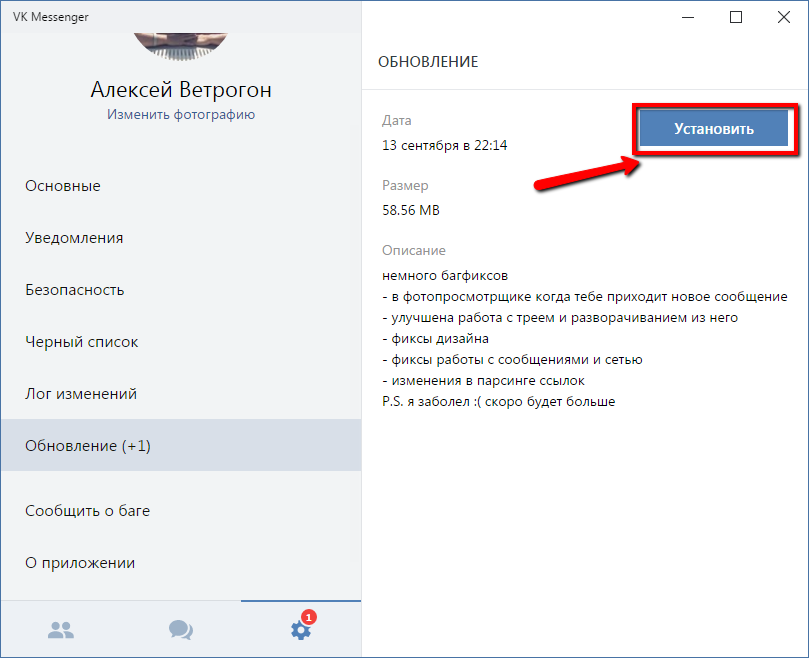 VK Messenger
Алексей Ветрогон
Изменить фотографию
Основные
Уведомления
Безопасность
Черный список
Лог изменений
Обновление (+1)
Сообщить о баге
О приложении
1
ОБНОВЛЕНИЕ
Дата
13 сентября в 22:14
Установить
Размер
58.56 MB
Описание
немного багфиксов
- в фотопросмотрщике когда тебе приходит новое сообщение
- улучшена работа с треем и разворачиванием из него
- фиксы дизайна
- фиксы работы с сообщениями и сетью
- изменения в парсинге ссылок
P.S. я заболел :( скоро будет больше